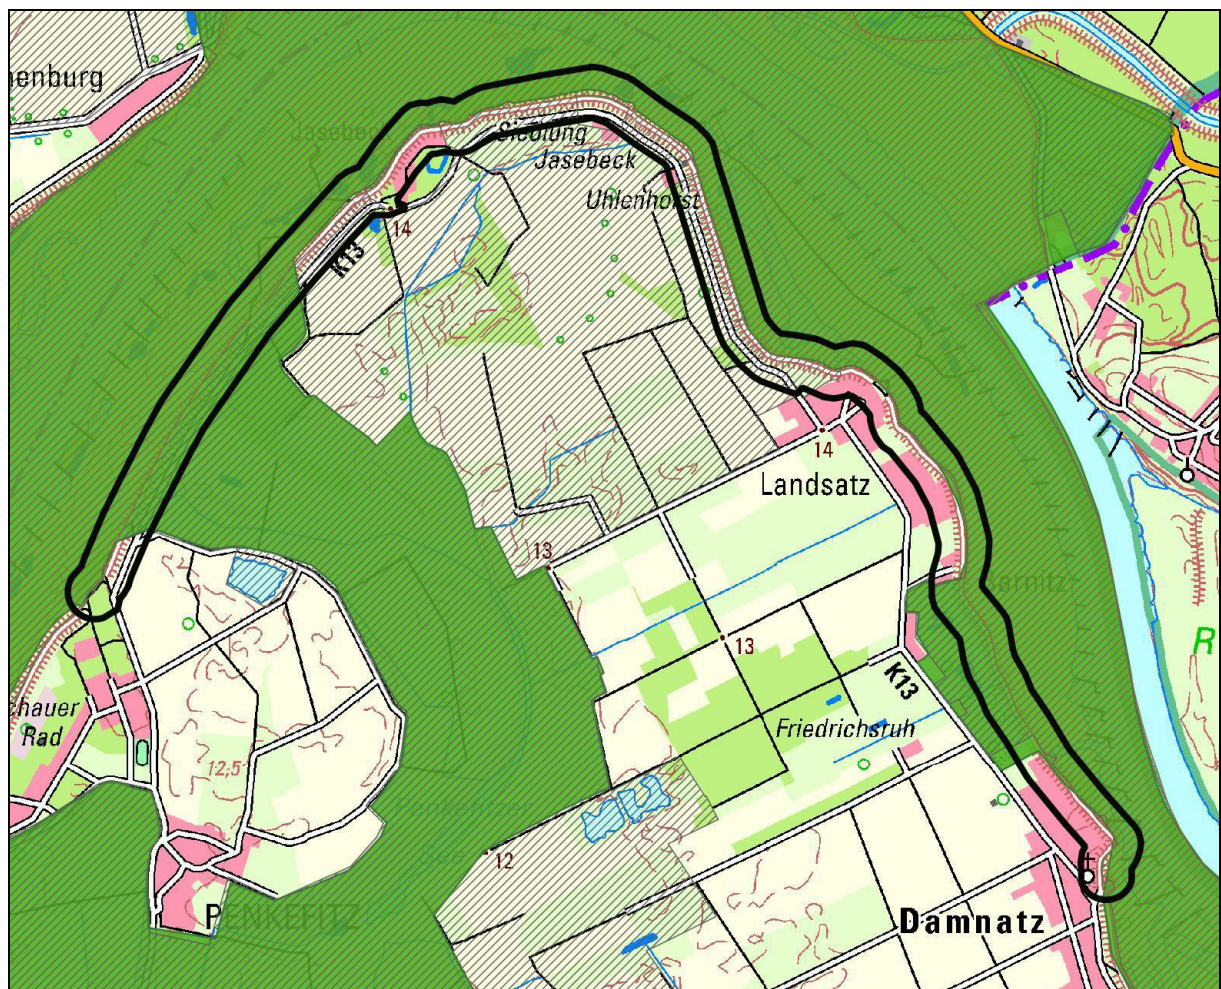 nenburg
Jasebeck
Siedlung
Jasebeck
Uhlenhorst
14
K13
14
Landsatz
13
13
K13
R
hauer
Rad
Friedrichsruh
12,5
12
PENKEFITZ
Damnatz